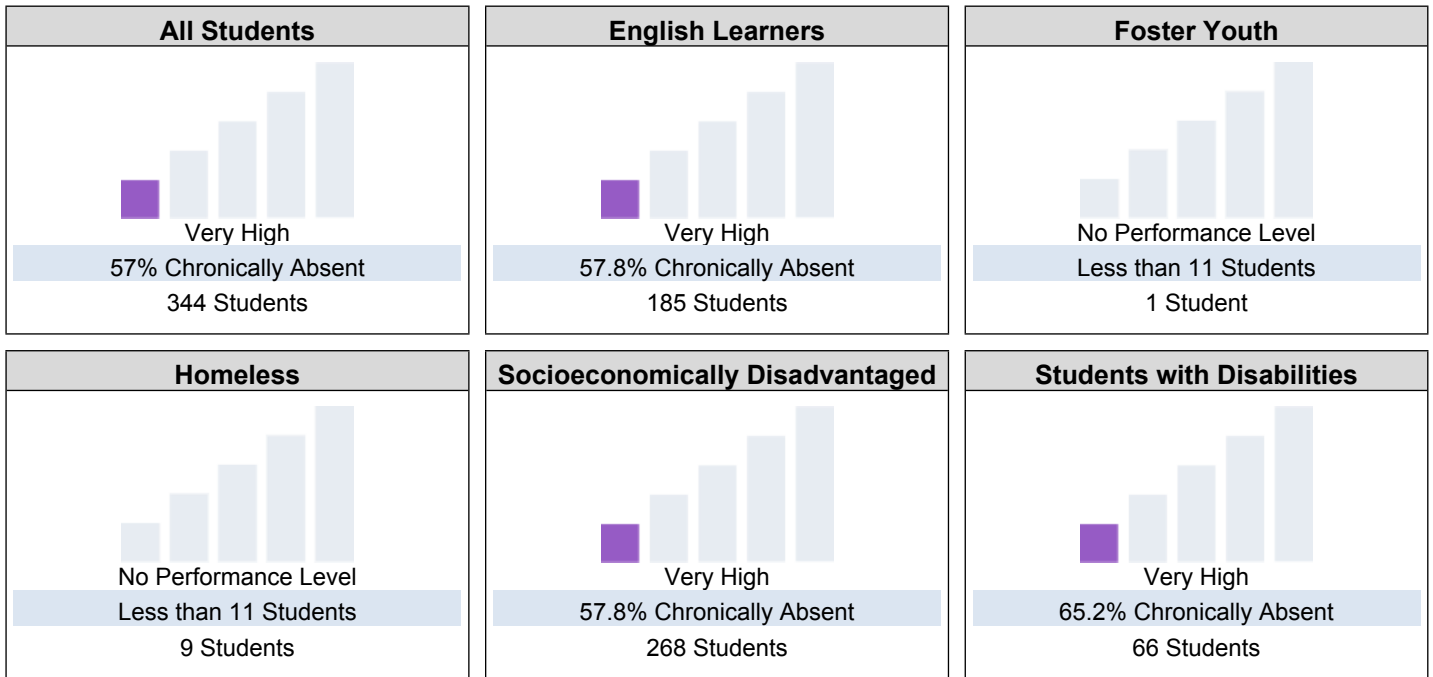 All Students
Very High
57% Chronically Absent
344 Students
English Learners
Very High
57.8% Chronically Absent
185 Students
Foster Youth
No Performance Level
Less than 11 Students
1 Student
Homeless
No Performance Level
Less than 11 Students
9 Students
Socioeconomically Disadvantaged
Very High
57.8% Chronically Absent
268 Students
Students with Disabilities
Very High
65.2% Chronically Absent
66 Students